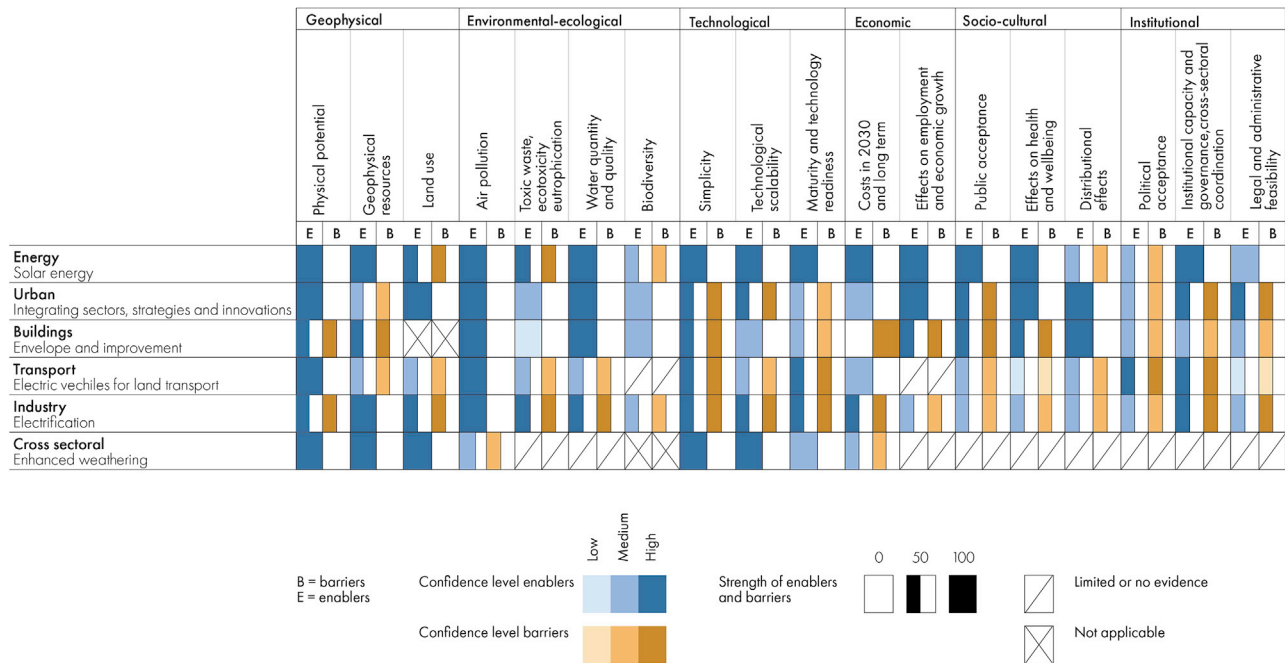 Geophysical
Environmental-ecological
Technological
Economic
Socio-cultural
Institutional
Physical potential
Geophysical
resources
Land use
Air pollution
Toxic waste,
ecotoxicity
eutrophication
Water quantity
and quality
Biodiversity
Simplicity
Technological
scalability
Maturity and technology
readiness
Costs in 2030
and long term
Effects on employment
and economic growth
Public acceptance
Effects on health
and wellbeing
Distributional
effects
Political
acceptance
Institutional capacity and
governance,cross-sectoral
coordination
Legal and administrative
feasibility
E B E B E B E B E B E B E B E B E B E B E B E B E B E B E B E B E B E B
Energy
Solar energy
Urban
Integrating sectors, strategies and innovations
Buildings
Envelope and improvement
Transport
Electric vechiles for land transport
Industry
Electrification
Cross sectoral
Enhanced weathering
Low
Medium
High
B = barriers
E = enablers
Confidence level enablers
Confidence level barriers
Strength of enablers
and barriers
0 50 100
Limited or no evidence
Not applicable